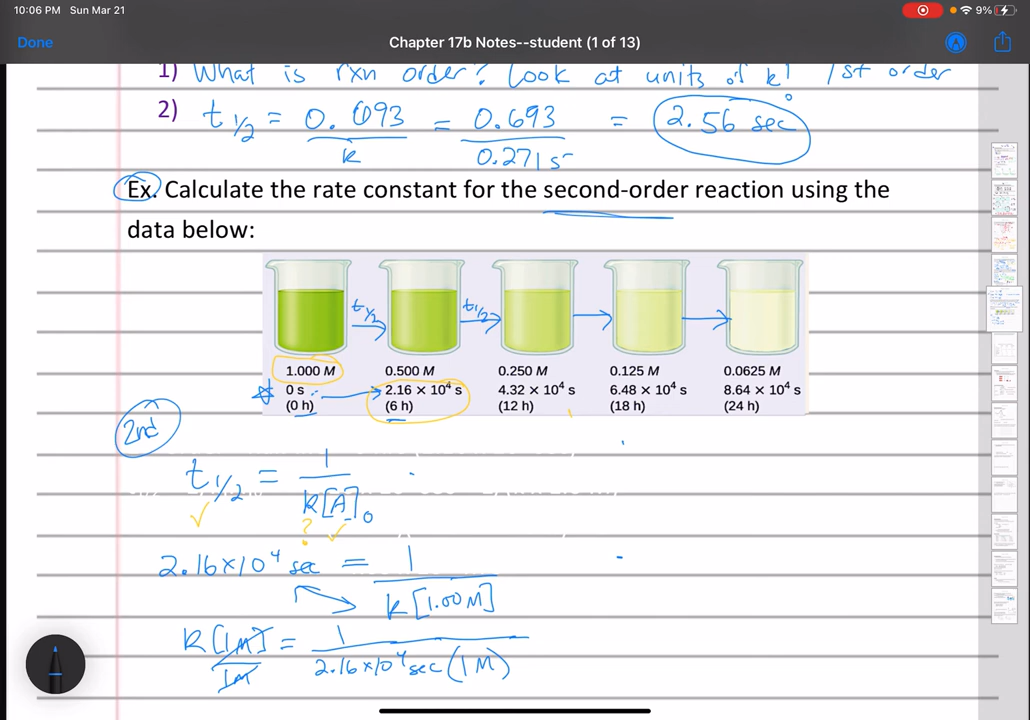 10:06 PM Sun Mar 21 9%
Done Chapter 17b Notes--student (1 of 13)
1) What is rxn order? Look at units of k! 1st order
2) t 1/2 = 0.693 / k = 0.693 / 0.271 s⁻ = 2.56 sec
Ex. Calculate the rate constant for the second-order reaction using the
data below:
t 1/2 t 1/2
1.000 M 0.500 M 0.250 M 0.125 M 0.0625 M
0 s 2.16 × 10⁴ s 4.32 × 10⁴ s 6.48 × 10⁴ s 8.64 × 10⁴ s
(0 h) (6 h) (12 h) (18 h) (24 h)
2nd
t 1/2 = 1 / k[A]₀
?
2.16×10⁴ sec = 1 / k[1.00M]
k[1M] / 1M = 1 / 2.16×10⁴ sec (1M)